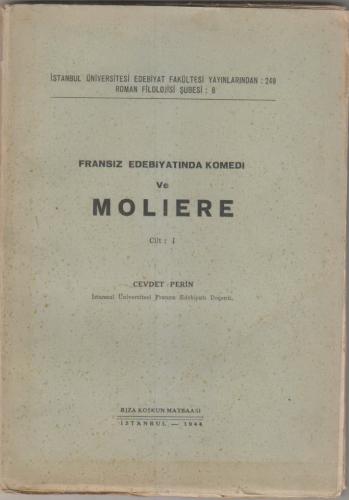 İSTANBUL ÜNİVERSİTESİ EDEBİYAT FAKÜLTESİ YAYINLARINDAN : 249
ROMAN FİLOLOJİSİ ŞUBESİ : 8
FRANSIZ EDEBİYATINDA KOMEDİ
Ve
MOLIERE
Cilt : I
CEVDET PERİN
İstanbul Üniversitesi Fransız Edebiyatı Doçenti.
RIZA KOŞKUN MATBAASI
İSTANBUL — 1944